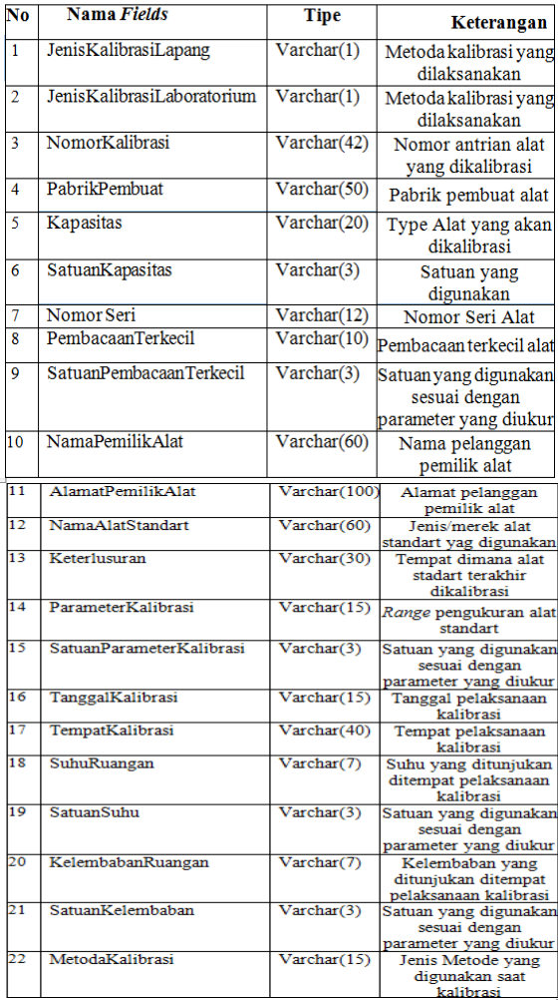 No Nama Fields Tipe Keterangan
1 JenisKalibrasiLapang Varchar(1) Metoda kalibrasi yang
dilaksanakan
2 JenisKalibrasiLaboratorium Varchar(1) Metoda kalibrasi yang
dilaksanakan
3 NomorKalibrasi Varchar(42) Nomor antrian alat
yang dikalibrasi
4 PabrikPembuat Varchar(50) Pabrik pembuat alat
5 Kapasitas Varchar(20) Type Alat yang akan
dikalibrasi
6 SatuanKapasitas Varchar(3) Satuan yang
digunakan
7 Nomor Seri Varchar(12) Nomor Seri Alat
8 PembacaanTerkecil Varchar(10) Pembacaan terkecil alat
9 SatuanPembacaanTerkecil Varchar(3) Satuan yang digunakan
sesuai dengan
parameter yang diukur
10 NamaPemilikAlat Varchar(60) Nama pelanggan
pemilik alat
11 AlamatPemilikAlat Varchar(100) Alamat pelanggan
pemilik alat
12 NamaAlatStandart Varchar(60) Jenis/merek alat
standart yag digunakan
13 Keterlusuran Varchar(30) Tempat dimana alat
stadart terakhir
dikalibrasi
14 ParameterKalibrasi Varchar(15) Range pengukuran alat
standart
15 SatuanParameterKalibrasi Varchar(3) Satuan yang digunakan
sesuai dengan
parameter yang diukur
16 TanggalKalibrasi Varchar(15) Tanggal pelaksanaan
kalibrasi
17 TempatKalibrasi Varchar(40) Tempat pelaksanaan
kalibrasi
18 SuhuRuangan Varchar(7) Suhu yang ditunjukan
ditempat pelaksanaan
kalibrasi
19 SatuanSuhu Varchar(3) Satuan yang digunakan
sesuai dengan
parameter yang diukur
20 KelembabanRuangan Varchar(7) Kelembaban yang
ditunjukan ditempat
pelaksanaan kalibrasi
21 SatuanKelembaban Varchar(3) Satuan yang digunakan
sesuai dengan
parameter yang diukur
22 MetodaKalibrasi Varchar(15) Jenis Metode yang
digunakan saat
kalibrasi